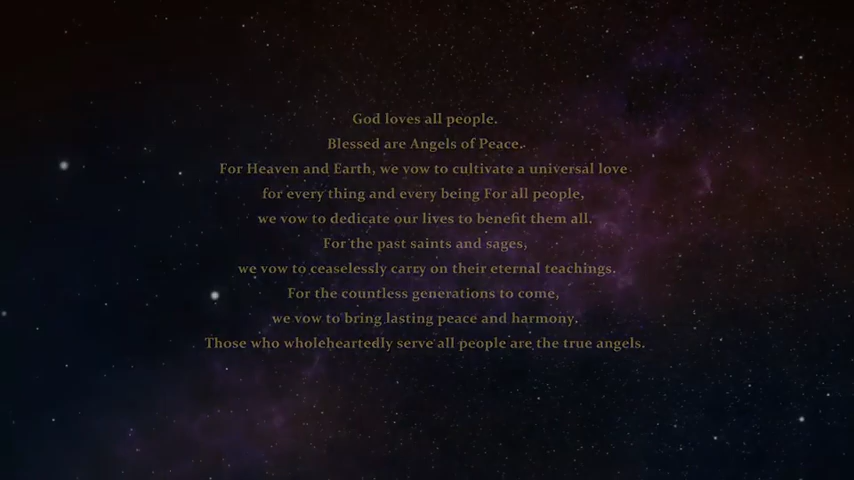 God loves all people.
Blessed are Angels of Peace.
For Heaven and Earth, we vow to cultivate a universal love
for every thing and every being For all people,
we vow to dedicate our lives to benefit them all.
For the past saints and sages,
we vow to ceaselessly carry on their eternal teachings.
For the countless generations to come,
we vow to bring lasting peace and harmony.
Those who wholeheartedly serve all people are the true angels.